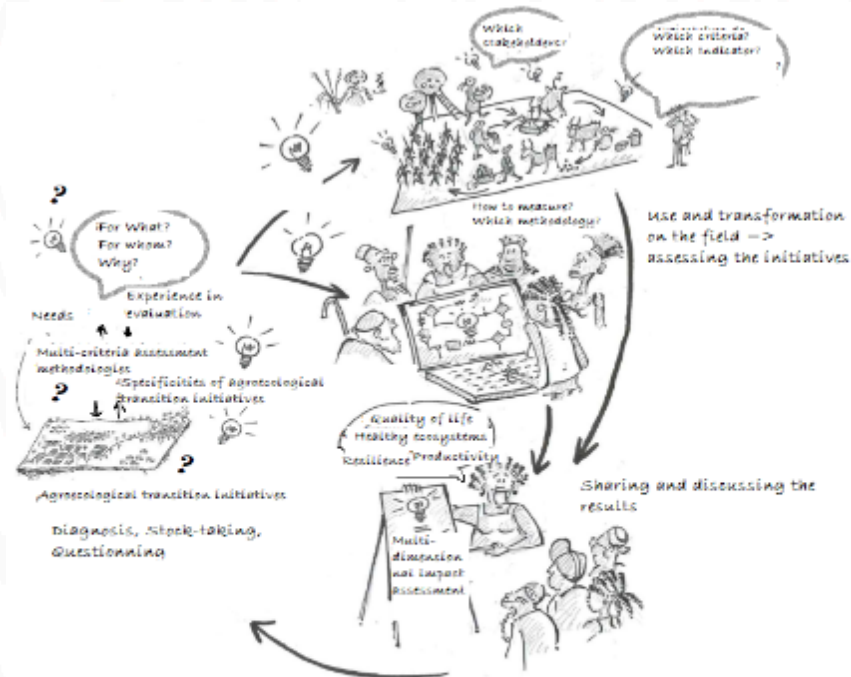 Which
stakeholders?
Which criteria?
Which Indicator?
?
How to measure?
Which methodology?
Use and transformation
on the field —>
assessing the initiatives
?
For What?
For whom?
Why?
Experience in
evaluation
Needs
Multi-criteria assessment
methodologies
?
Specificities of agroecological
transition initiatives
?
Agroecological transition initiatives
Diagnosis, Stock-taking,
Questionning
Quality of life
Healthy ecosystems
Resilience Productivity
Sharing and discussing the
results
=
Multi-
dimension
nal impact
assessment